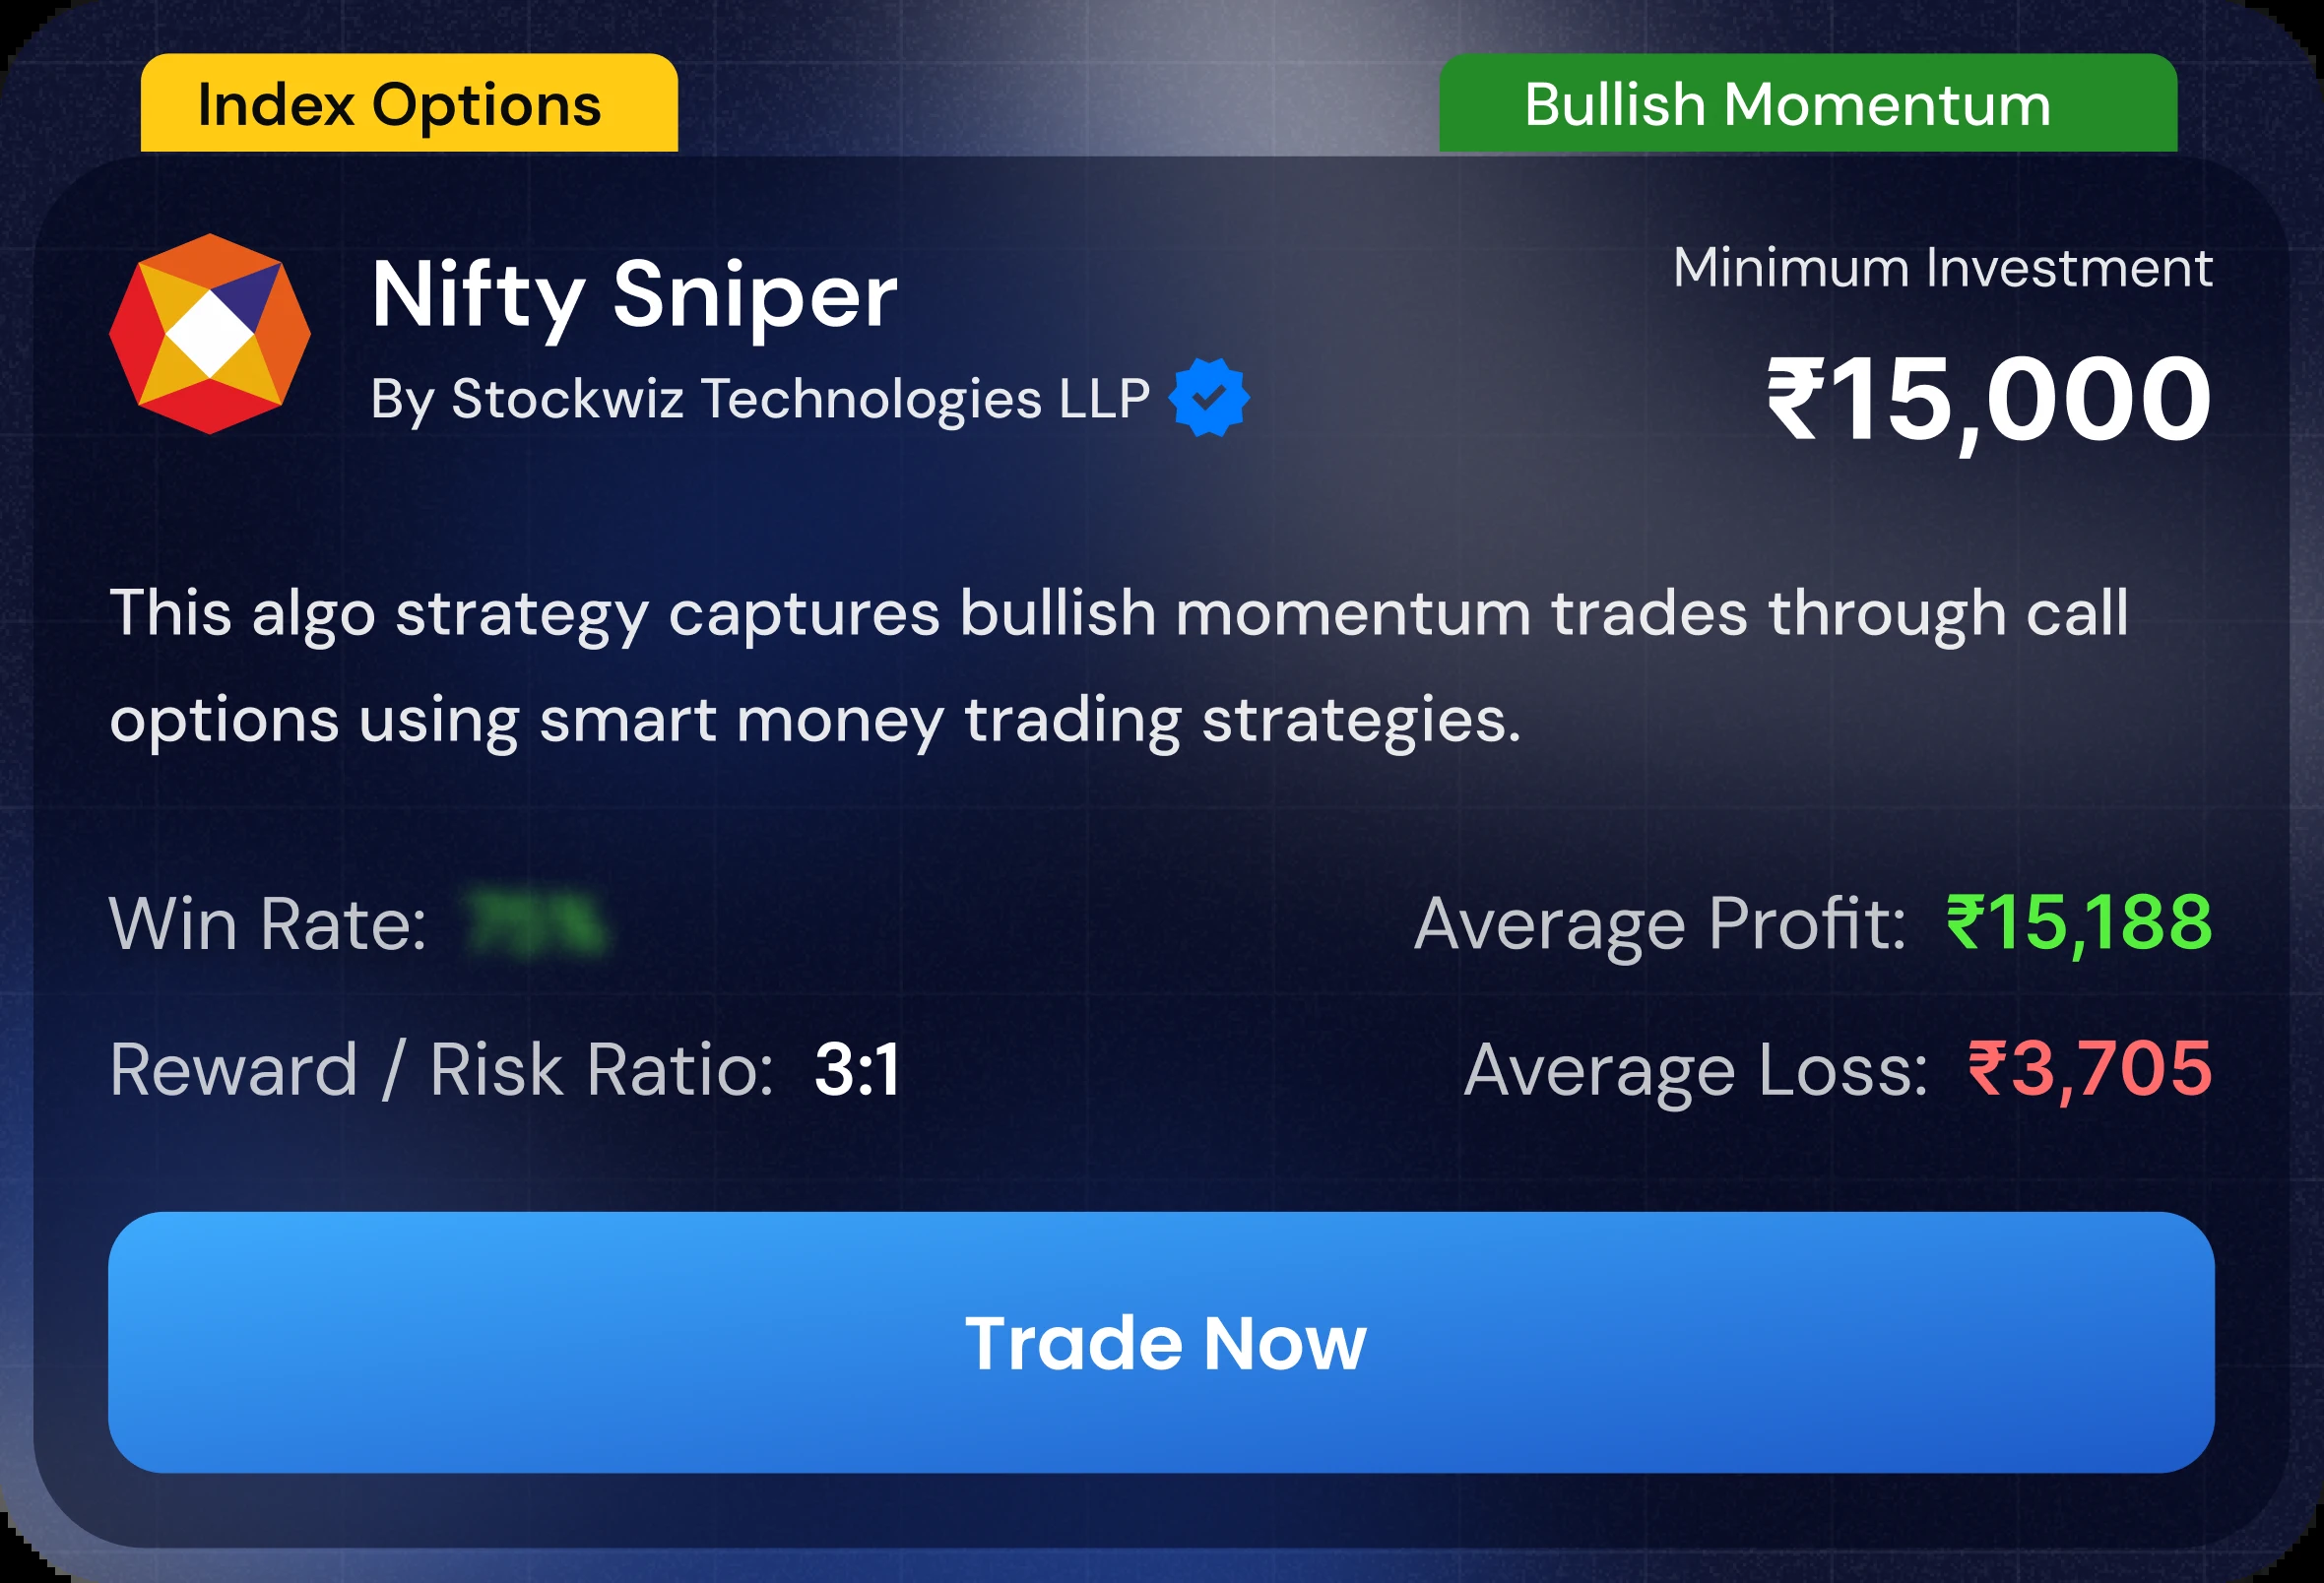 Index Options
Bullish Momentum
Nifty Sniper
By Stockwiz Technologies LLP
Minimum Investment
₹15,000
This algo strategy captures bullish momentum trades through call
options using smart money trading strategies.
Win Rate:
Average Profit: ₹15,188
Reward / Risk Ratio: 3:1
Average Loss: ₹3,705
Trade Now